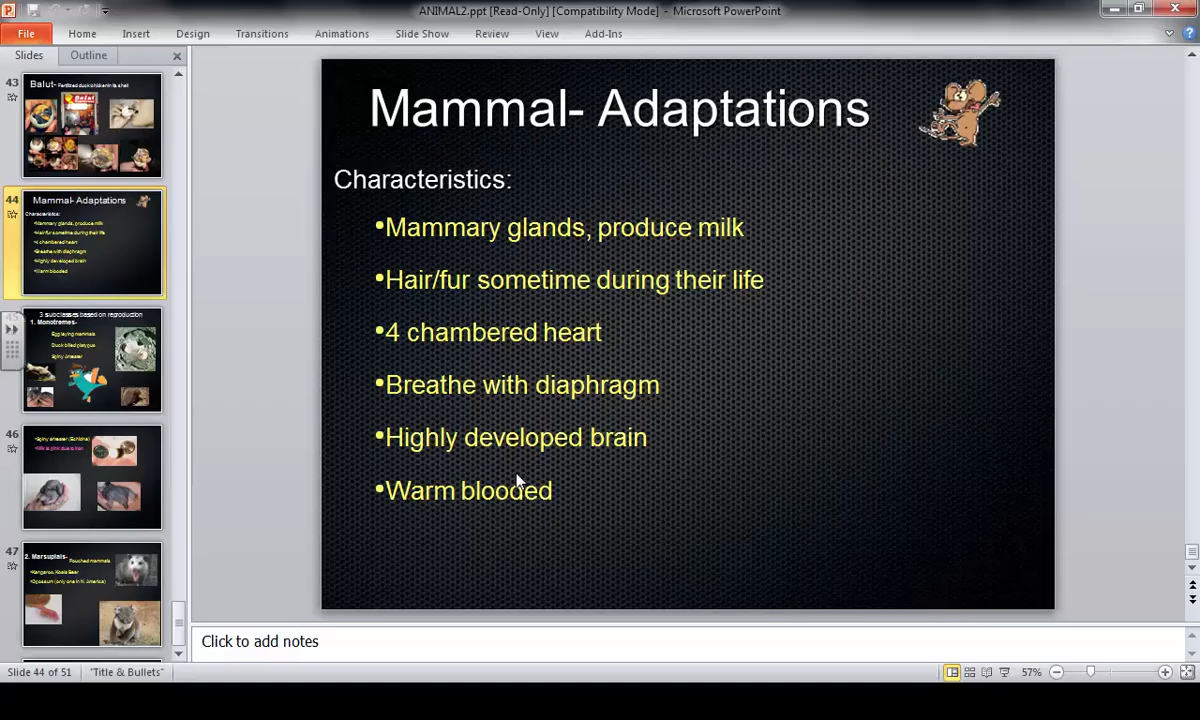 ANIMAL2.ppt [Read-Only] [Compatibility Mode] - Microsoft PowerPoint
File Home Insert Design Transitions Animations Slide Show Review View Add-Ins
Slides Outline
43
Balut- Fertilized duck/chicken in its shell
44
Mammal- Adaptations
Characteristics:
•Mammary glands, produce milk
•Hair/fur sometime during their life
•4 chambered heart
•Breathe with diaphragm
•Highly developed brain
•Warm blooded
45
3 subclasses based on reproduction
1. Monotremes-
Egg laying mammals
Duck billed platypus
Spiny Anteater
46
•Spiny anteater (Echidna)
•Milk is pink due to iron
47
2. Marsupials- Pouched mammals
•Kangaroo, Koala Bear
•Opossum (only one in N. America)
Mammal- Adaptations
Characteristics:
•Mammary glands, produce milk
•Hair/fur sometime during their life
•4 chambered heart
•Breathe with diaphragm
•Highly developed brain
•Warm blooded
Click to add notes
Slide 44 of 51 "Title & Bullets" 57%